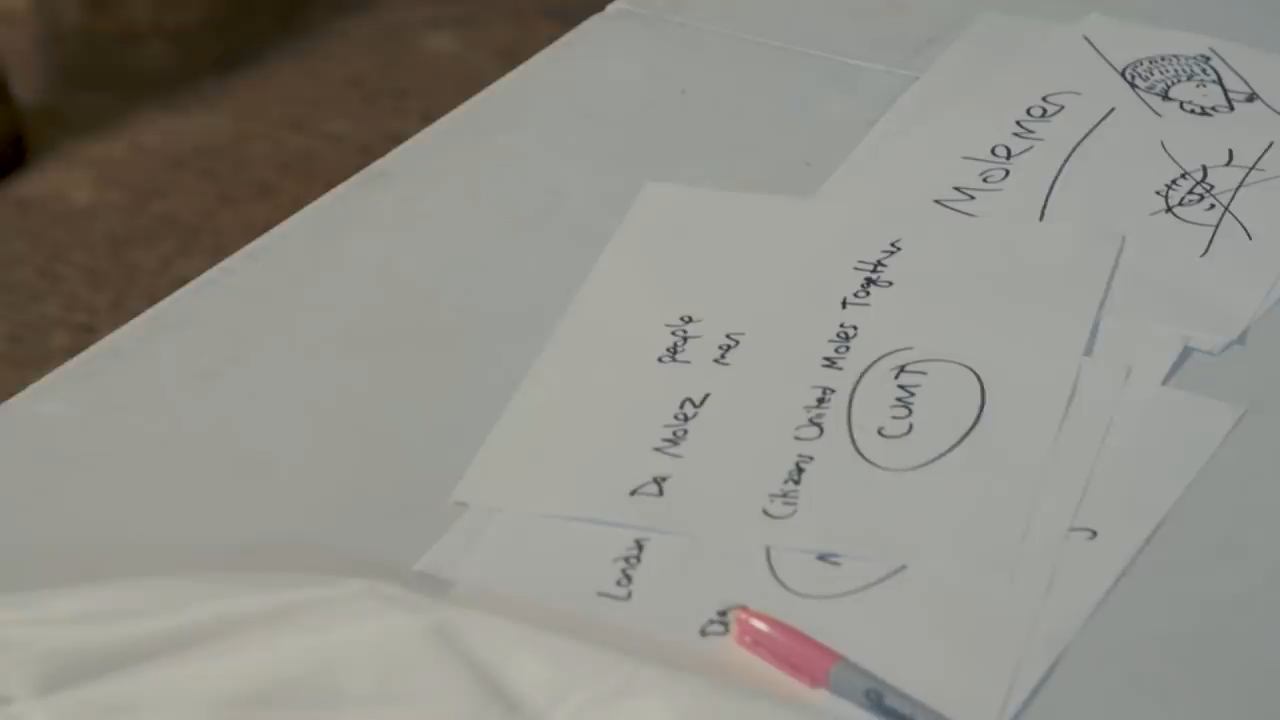 Molemen
Da Molez people
men
Citizens United Moles Together
CUMT
London